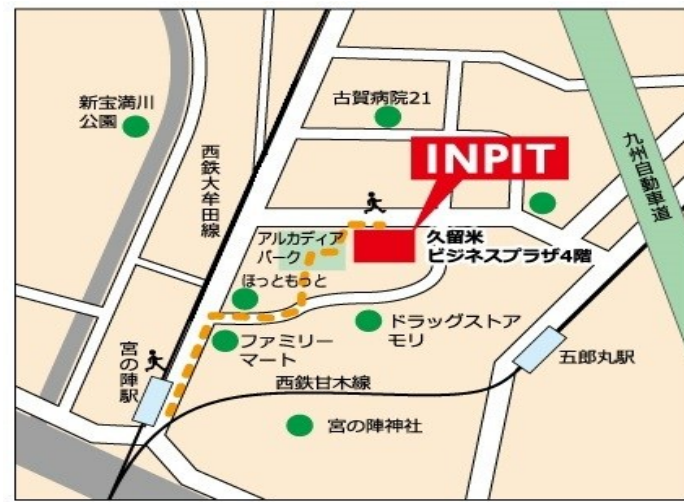 新宝満川
公園
古賀病院21
西鉄大牟田線
INPIT
九州自動車道
アルカディア
パーク
久留米
ビジネスプラザ4階
ほっともっと
ファミリー
マート
ドラッグストア
モリ
宮の陣駅
西鉄甘木線
五郎丸駅
宮の陣神社